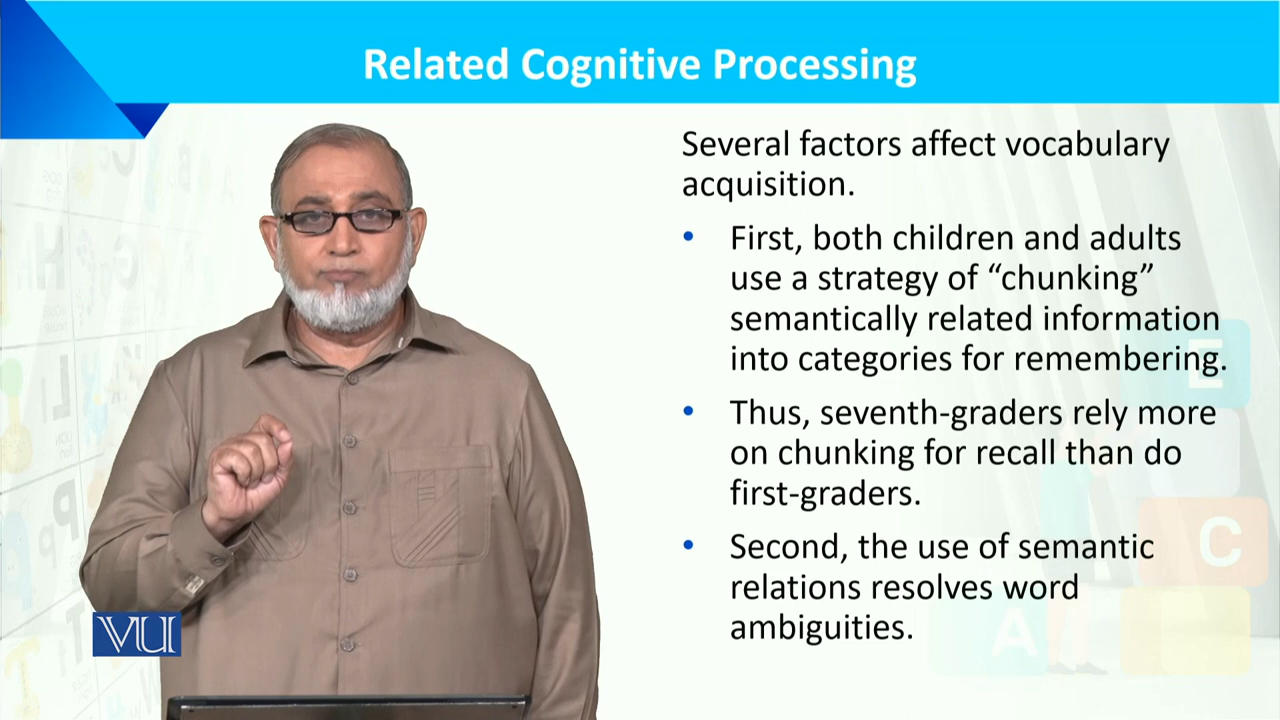 Related Cognitive Processing
Several factors affect vocabulary
acquisition.
• First, both children and adults
use a strategy of “chunking”
semantically related information
into categories for remembering.
• Thus, seventh-graders rely more
on chunking for recall than do
first-graders.
• Second, the use of semantic
relations resolves word
ambiguities.
VU
E
C
A